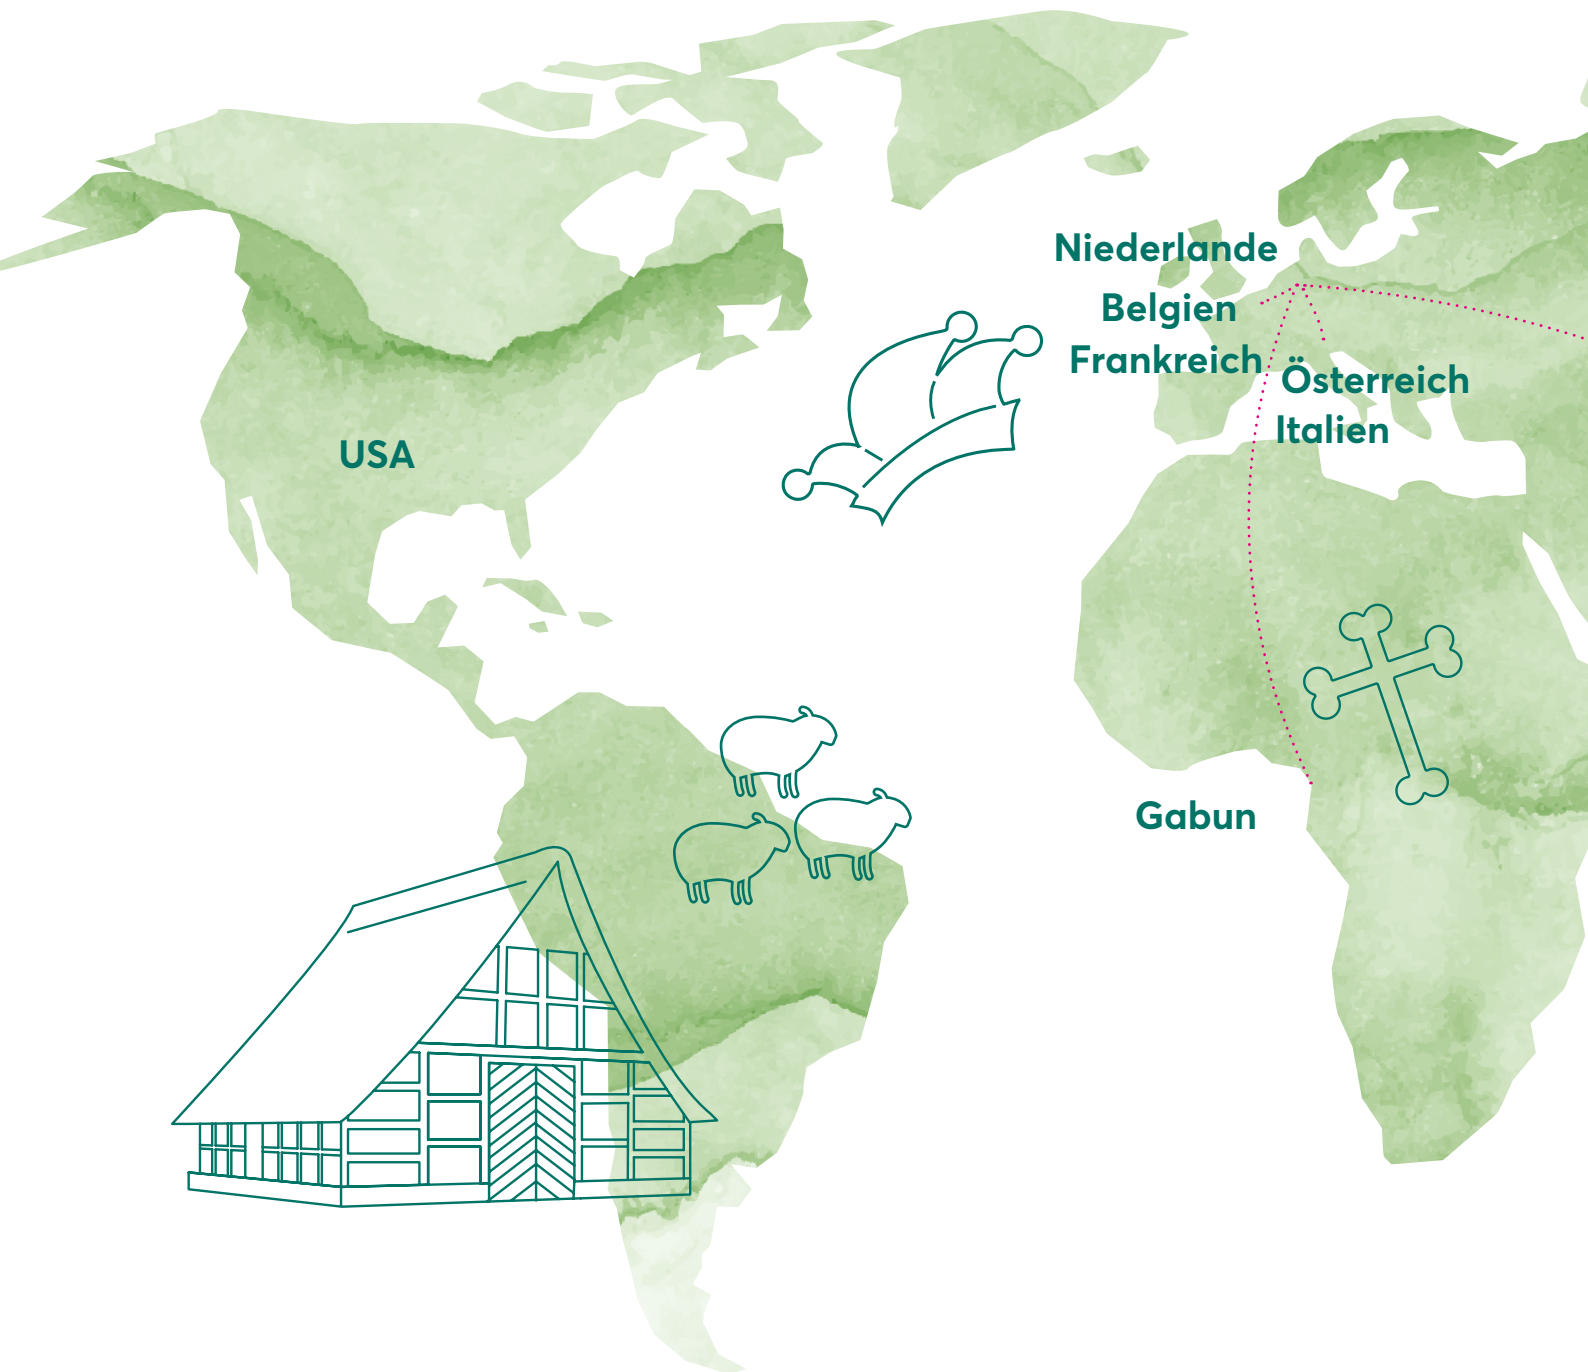 Niederlande
Belgien
Frankreich
Österreich
Italien
USA
Gabun